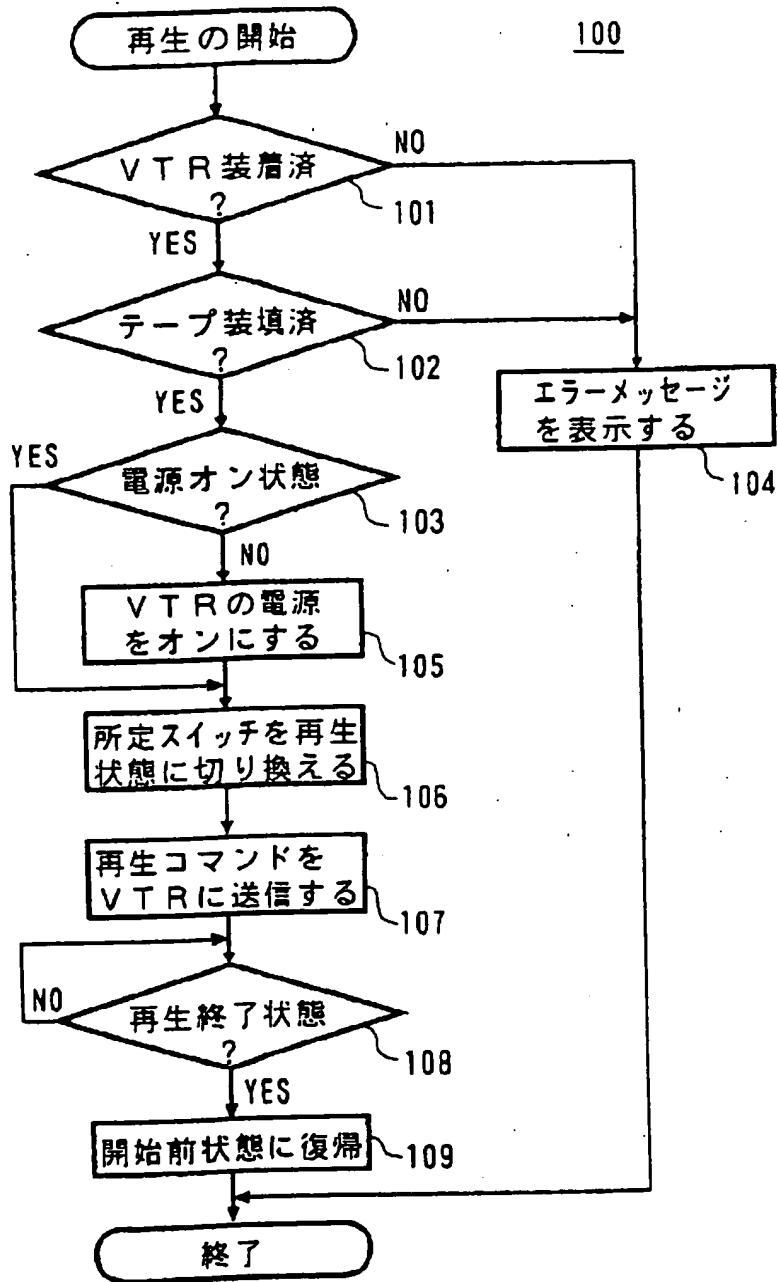 再生の開始
100
VTR装着済
?
NO
101
YES
テープ装填済
?
NO
102
YES
エラーメッセージ
を表示する
104
YES
電源オン状態
?
103
NO
VTRの電源
をオンにする
105
所定スイッチを再生
状態に切り換える
106
再生コマンドを
VTRに送信する
107
NO
再生終了状態
?
108
YES
開始前状態に復帰
109
終了